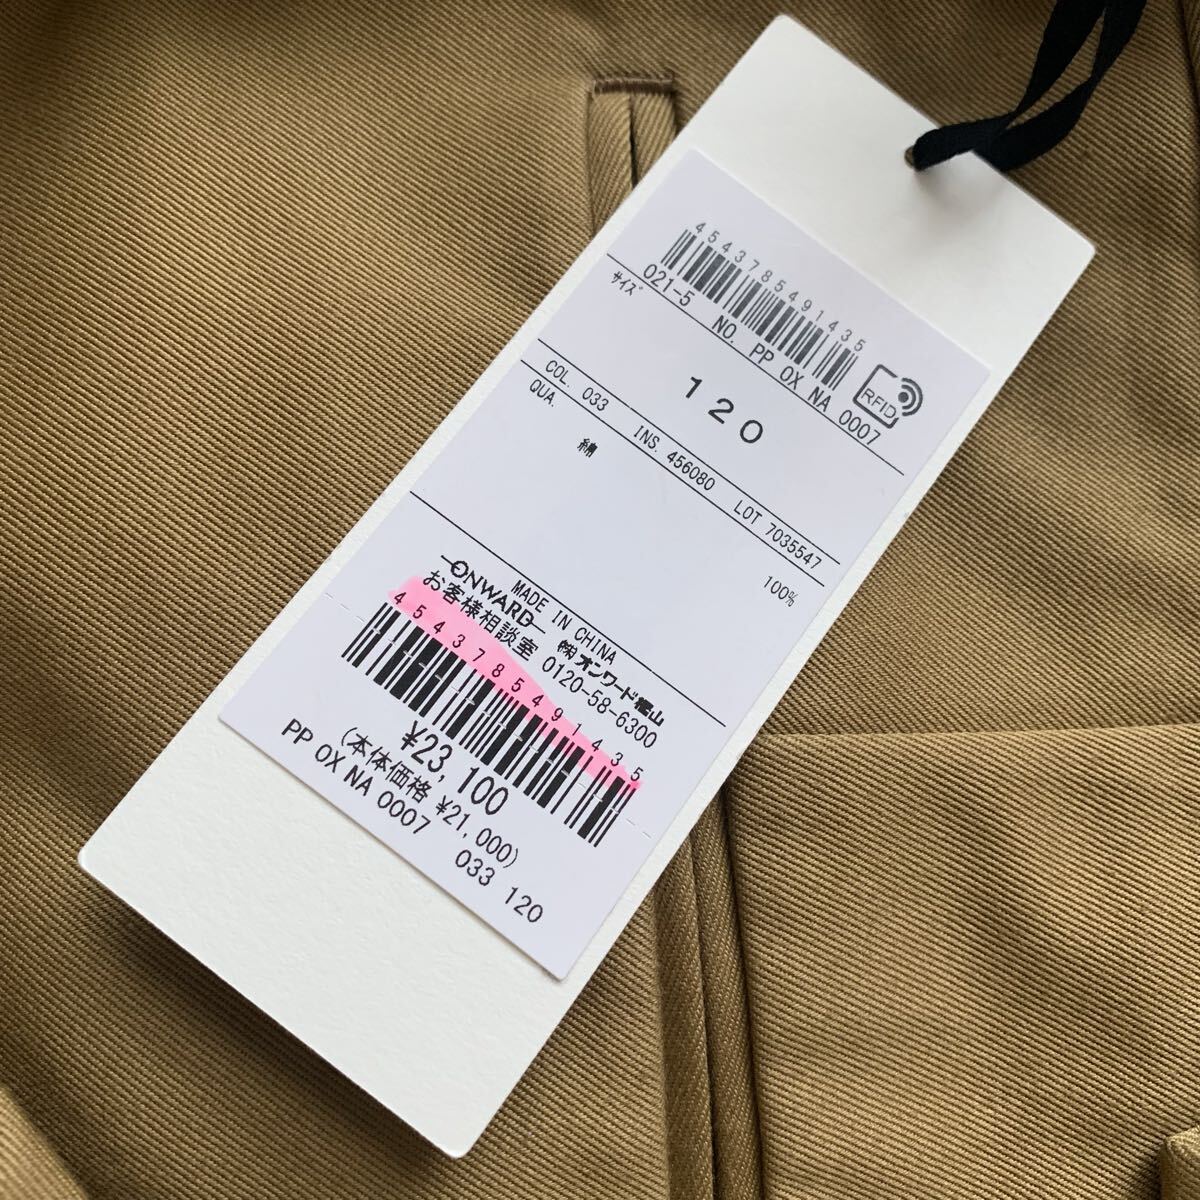 4543785491435
021-5 NO. PP OX NA 0007
RFID
サイズ
120
COL. 033 INS. 456080 LOT 7035547
QUA.
綿 100%
MADE IN CHINA
ONWARD ㈱オンワード樫山
お客様相談室 0120-58-6300
4543785491435
¥23,100
(本体価格 ¥21,000)
PP OX NA 0007 033 120